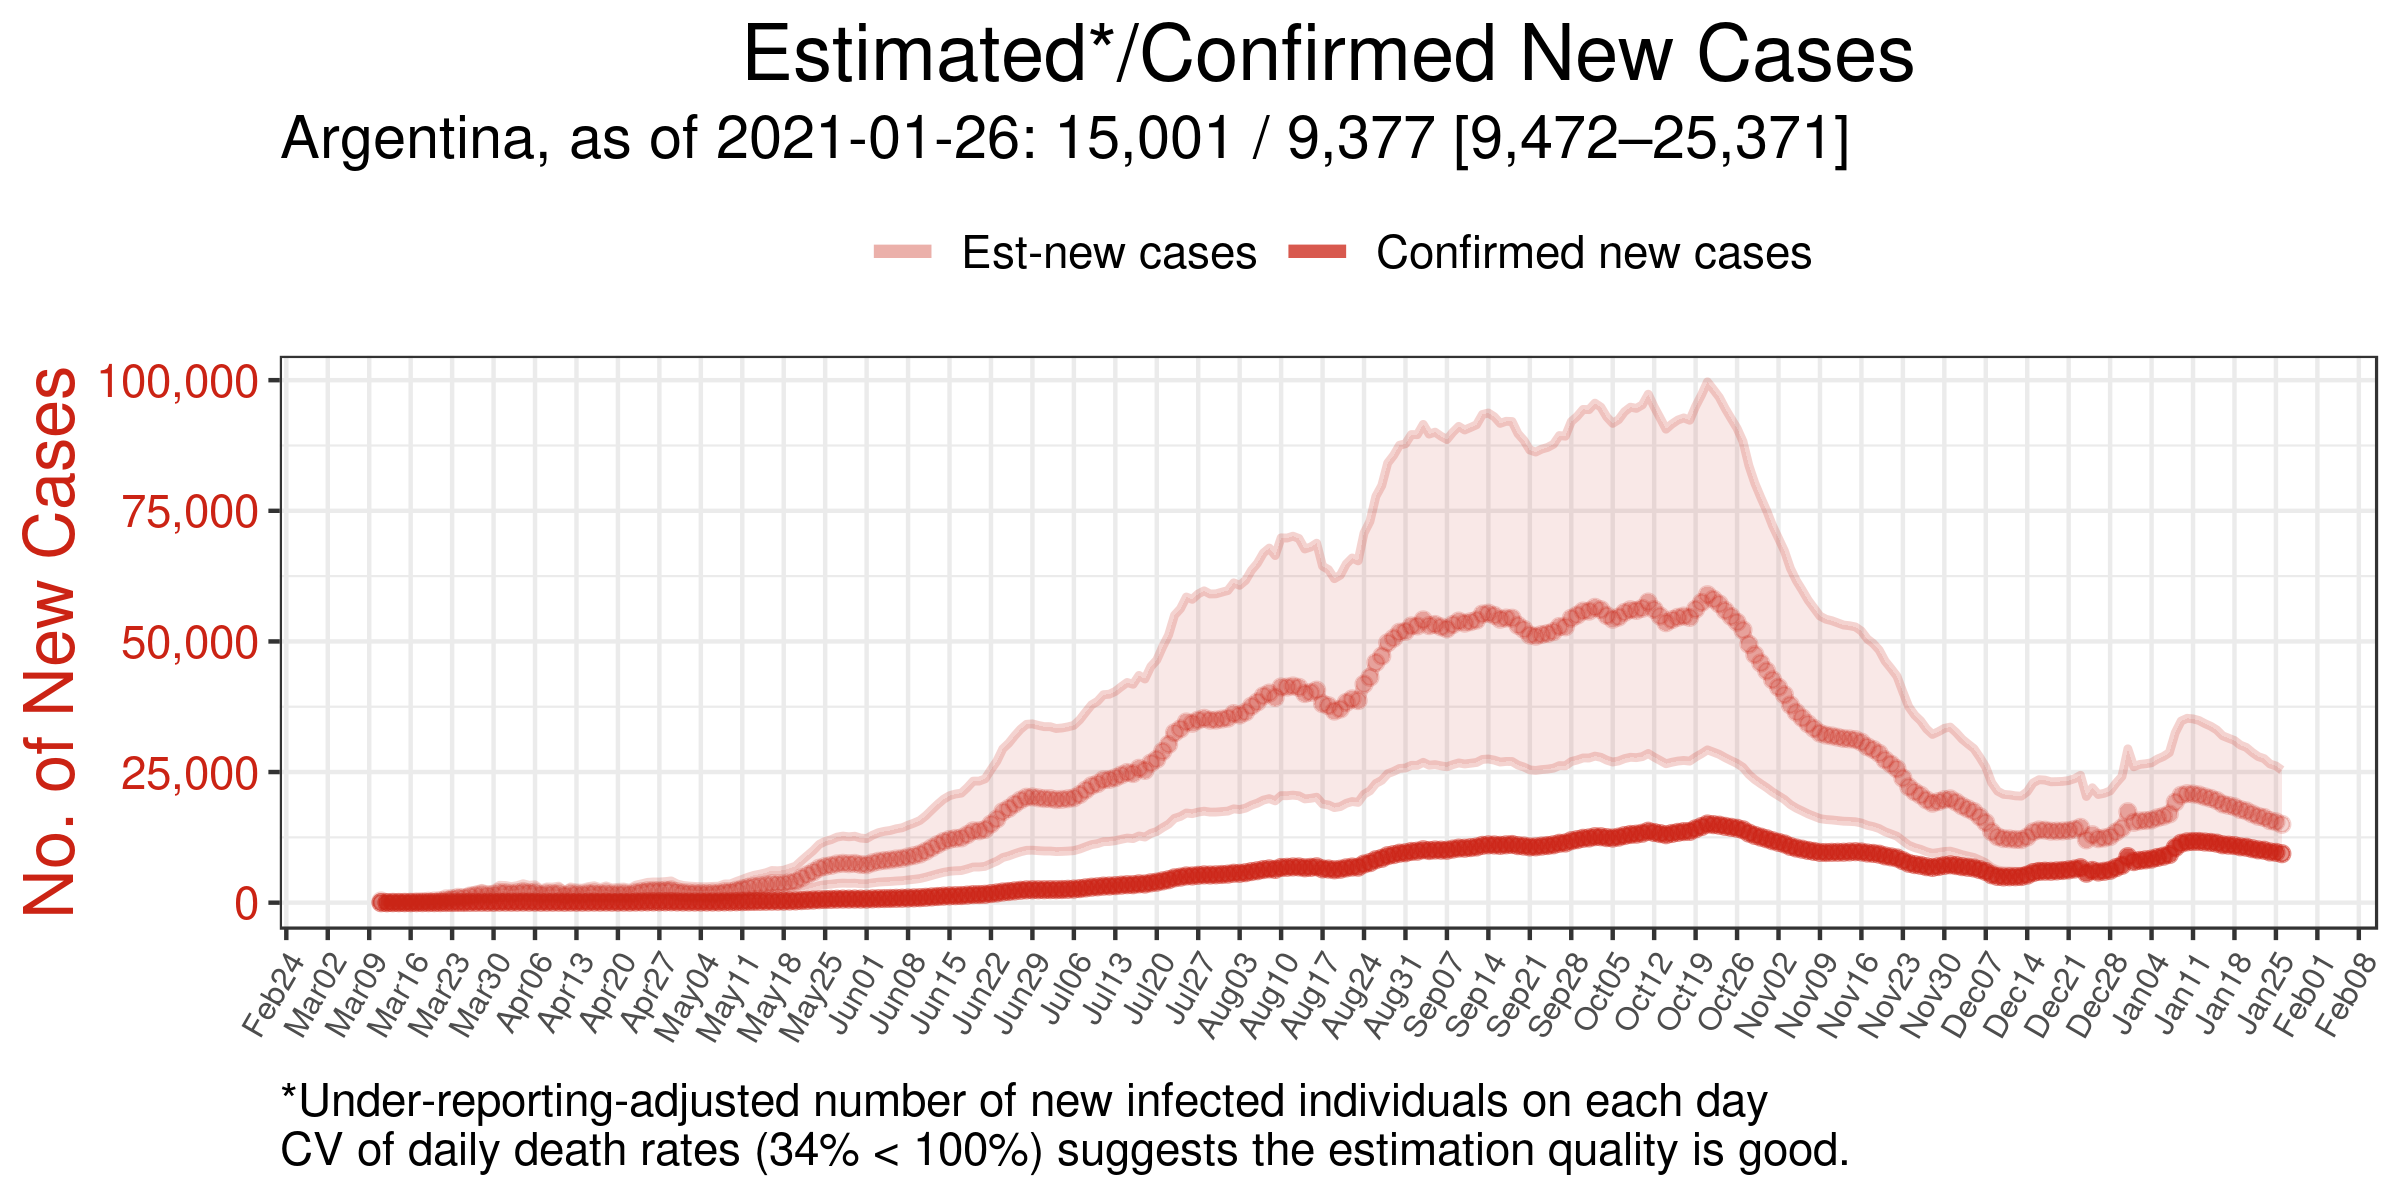 Estimated*/Confirmed New Cases
Argentina, as of 2021-01-26: 15,001 / 9,377 [9,472–25,371]
Est-new cases Confirmed new cases
No. of New Cases
100,000
75,000
50,000
25,000
0
Feb24 Mar02 Mar09 Mar16 Mar23 Mar30 Apr06 Apr13 Apr20 Apr27 May04 May11 May18 May25 Jun01 Jun08 Jun15 Jun22 Jun29 Jul06 Jul13 Jul20 Jul27 Aug03 Aug10 Aug17 Aug24 Aug31 Sep07 Sep14 Sep21 Sep28 Oct05 Oct12 Oct19 Oct26 Nov02 Nov09 Nov16 Nov23 Nov30 Dec07 Dec14 Dec21 Dec28 Jan04 Jan11 Jan18 Jan25 Feb01 Feb08
*Under-reporting-adjusted number of new infected individuals on each day
CV of daily death rates (34% < 100%) suggests the estimation quality is good.